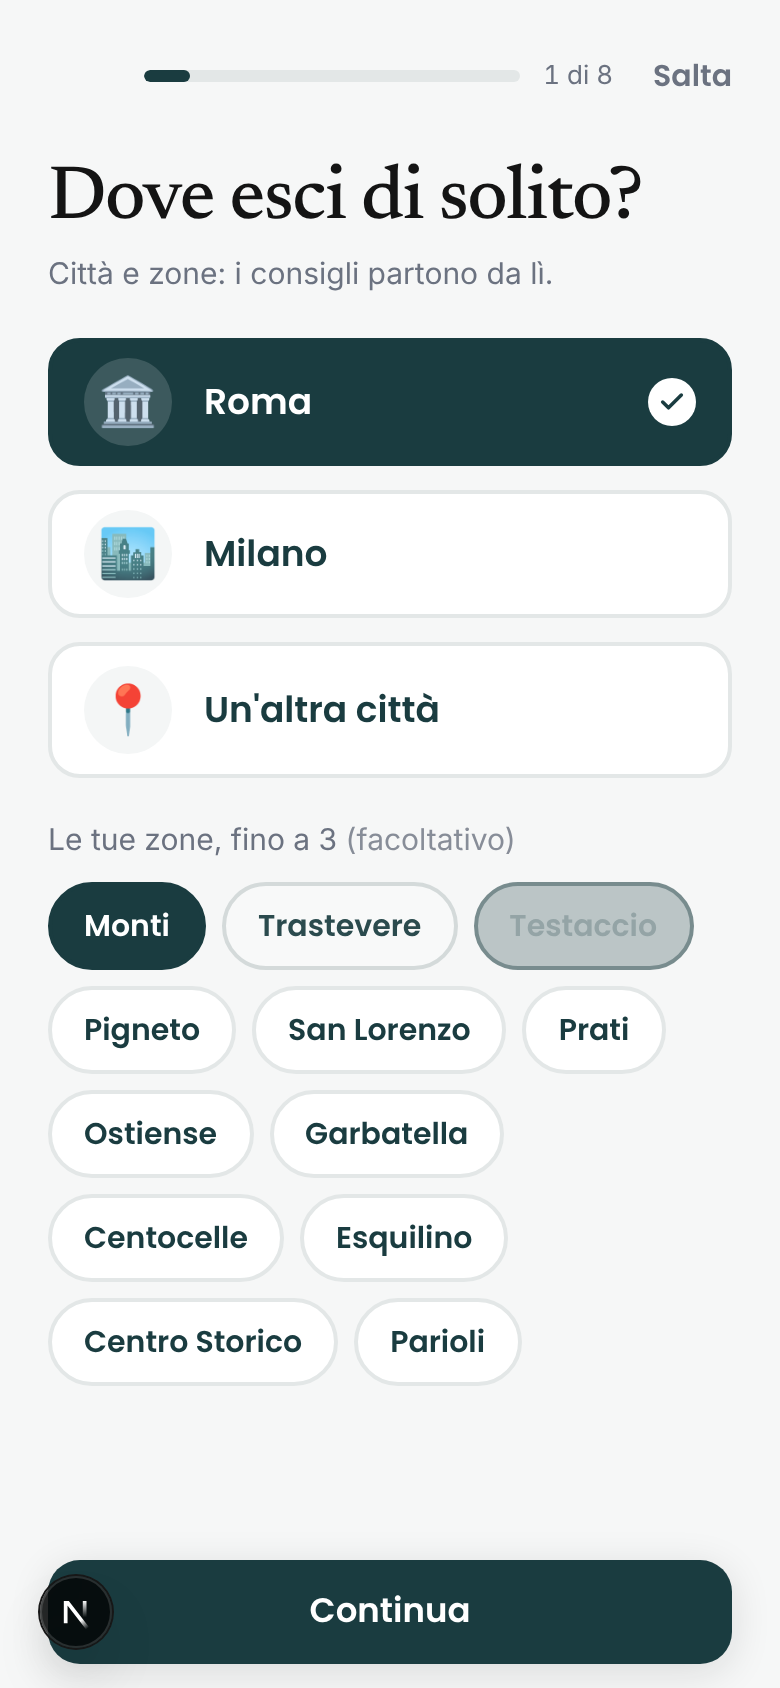 1 di 8 Salta
Dove esci di solito?
Città e zone: i consigli partono da lì.
Roma
Milano
Un'altra città
Le tue zone, fino a 3 (facoltativo)
Monti Trastevere Testaccio
Pigneto San Lorenzo Prati
Ostiense Garbatella
Centocelle Esquilino
Centro Storico Parioli
N Continua